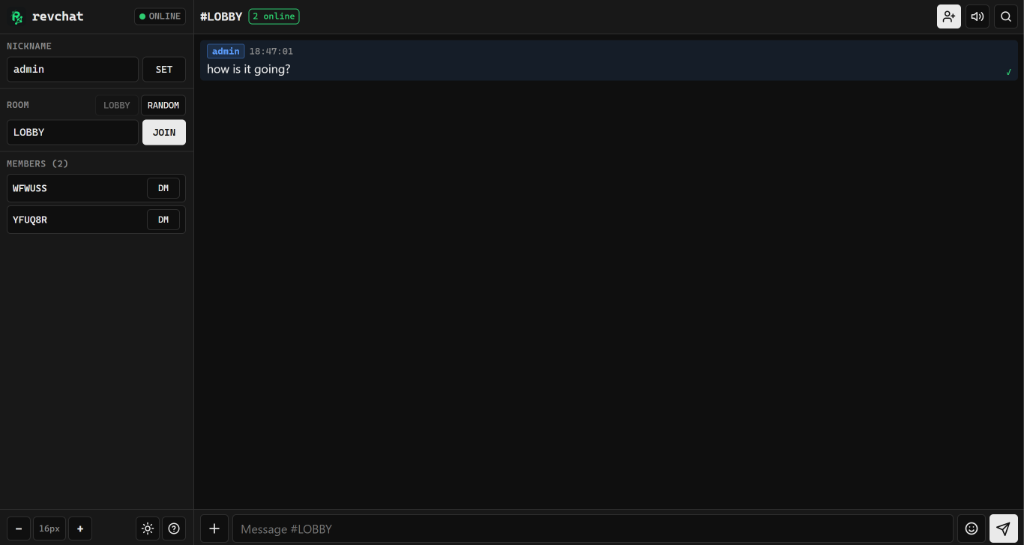 revchat
ONLINE
NICKNAME
admin
SET
ROOM
LOBBY
RANDOM
LOBBY
JOIN
MEMBERS (2)
WFWUSS
DM
YFUQ8R
DM
-
16px
+
#LOBBY
2 online
admin 18:47:01
how is it going?
Message #LOBBY